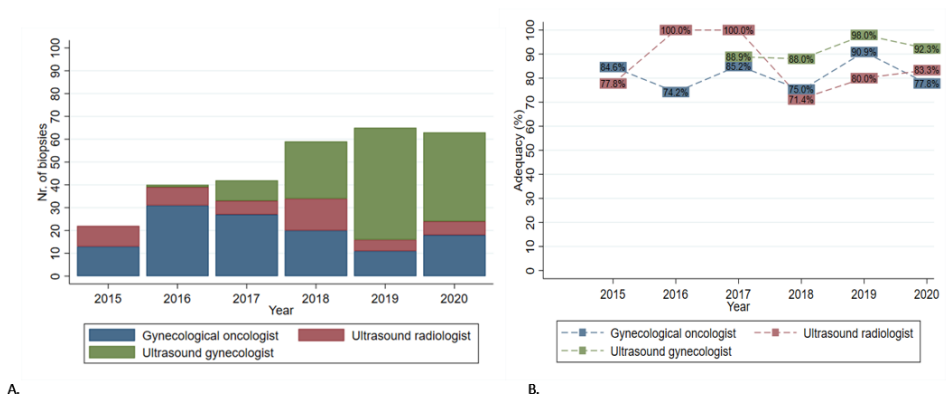 100
90
80
70
60
50
40
30
20
10
0
Nr. of biopsies
2015 2016 2017 2018 2019 2020
Year
Gynecological oncologist Ultrasound radiologist
Ultrasound gynecologist
A.
100
90
80
70
60
50
40
30
20
10
0
Adequacy (%)
84.6% 74.2% 85.2% 75.0% 90.9% 77.8%
77.8% 100.0% 100.0% 71.4% 80.0% 83.3%
88.9% 88.0% 98.0% 92.3%
2015 2016 2017 2018 2019 2020
Year
Gynecological oncologist Ultrasound radiologist
Ultrasound gynecologist
B.